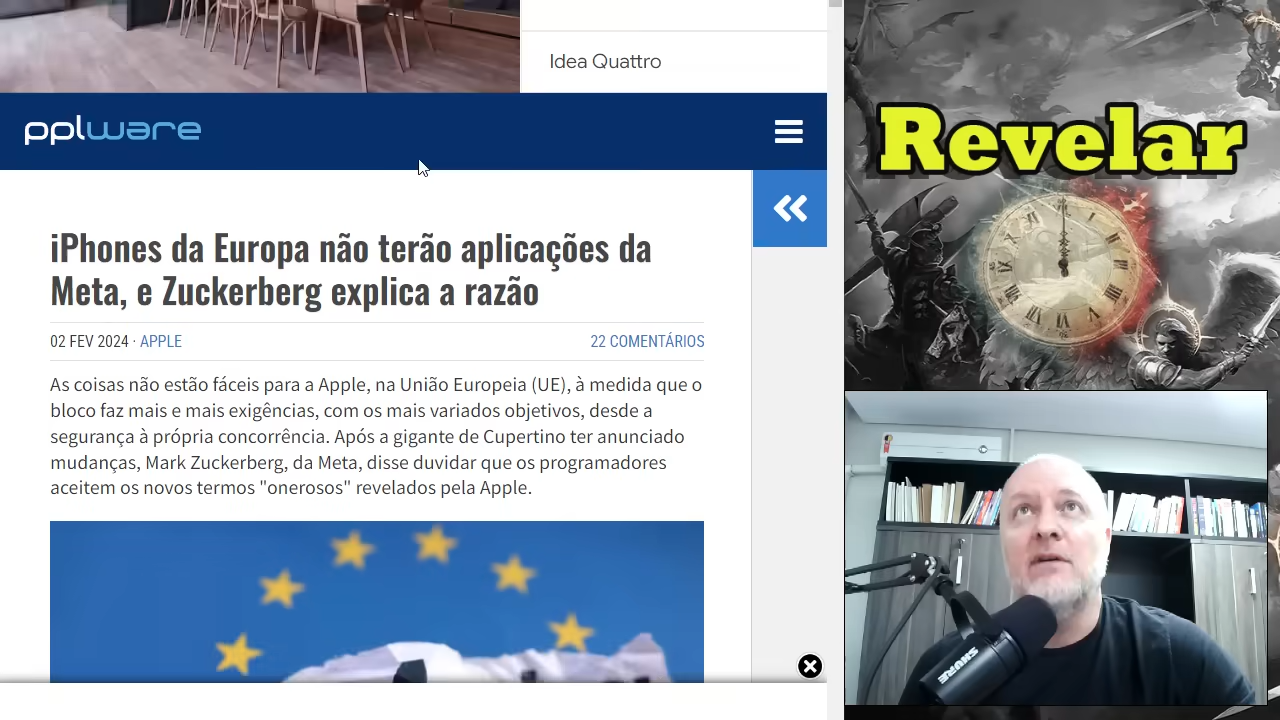 Idea Quattro
pplware
iPhones da Europa não terão aplicações da
Meta, e Zuckerberg explica a razão
02 FEV 2024 · APPLE
22 COMENTÁRIOS
As coisas não estão fáceis para a Apple, na União Europeia (UE), à medida que o
bloco faz mais e mais exigências, com os mais variados objetivos, desde a
segurança à própria concorrência. Após a gigante de Cupertino ter anunciado
mudanças, Mark Zuckerberg, da Meta, disse duvidar que os programadores
aceitem os novos termos "onerosos" revelados pela Apple.
Revelar
SHURE